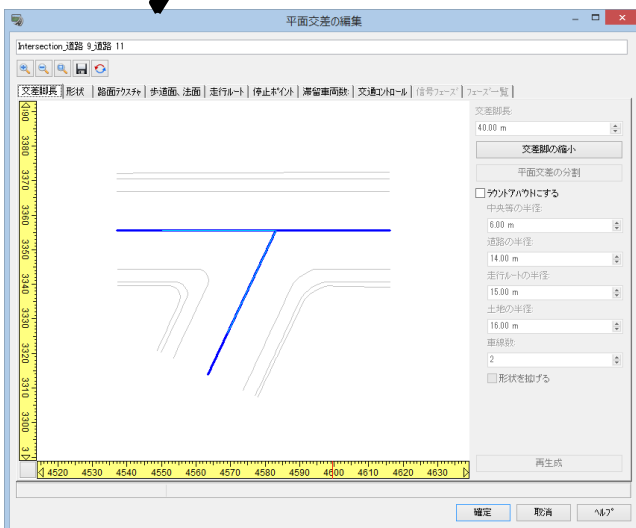 平面交差の編集
Intersection_道路 9_道路 11
交差脚長 形状 路面テクスチャ 歩道面、法面 走行ルート 停止ポイント 滞留車両数: 交通コントロール 信号フェーズ フェーズ一覧
交差脚長:
40.00 m
交差脚の縮小
平面交差の分割
ラウンドアバウトにする
中央等の半径:
6.00 m
道路の半径:
14.00 m
走行ルートの半径:
15.00 m
土地の半径:
16.00 m
車線数:
2
形状を拡げる
再生成
3390
3380
3370
3360
3350
3340
3330
3320
3310
3300
4520 4530 4540 4550 4560 4570 4580 4590 4600 4610 4620 4630
確定 取消 ヘルプ